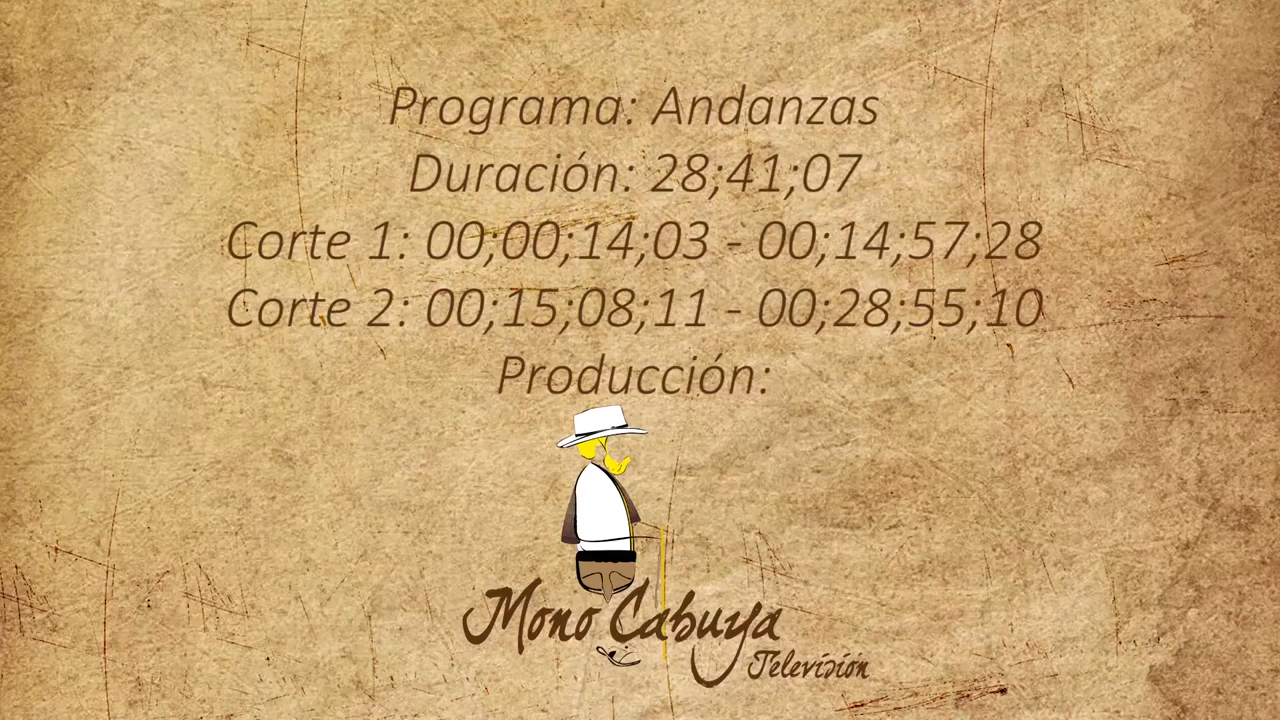 Programa: Andanzas
Duración: 28;41;07
Corte 1: 00;00;14;03 - 00;14;57;28
Corte 2: 00;15;08;11 - 00;28;55;10
Producción:
Mono Cabuya
Televisión